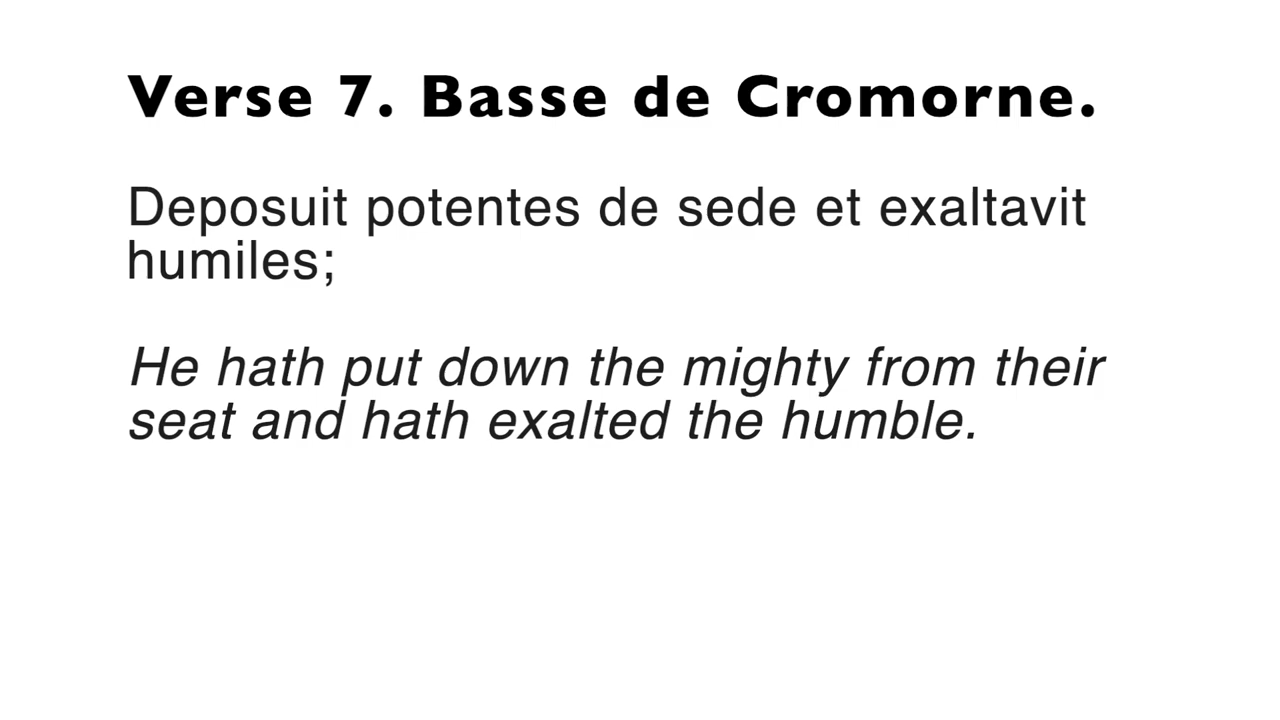 Verse 7. Basse de Cromorne.
Deposuit potentes de sede et exaltavit
humiles;
He hath put down the mighty from their
seat and hath exalted the humble.